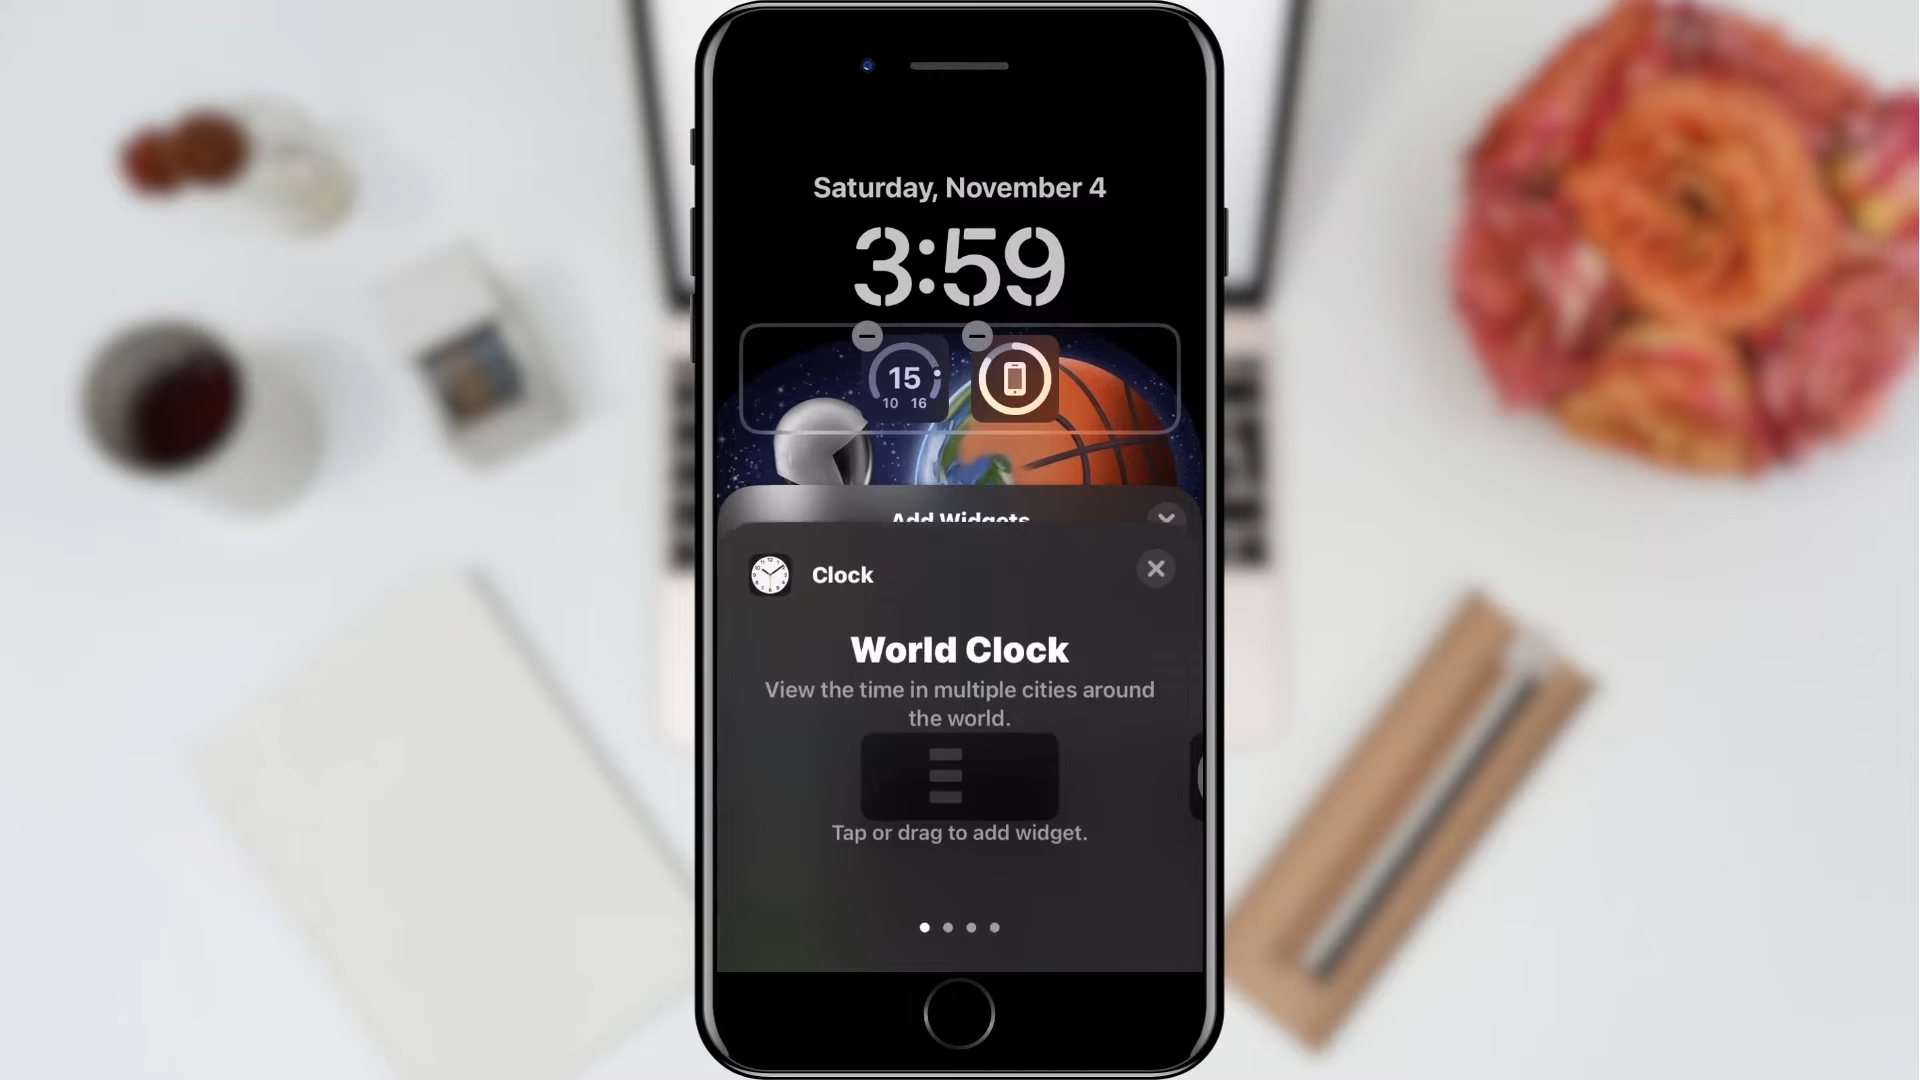 Saturday, November 4
3:59
15
10 16
Add Widgets
Clock
World Clock
View the time in multiple cities around
the world.
Tap or drag to add widget.